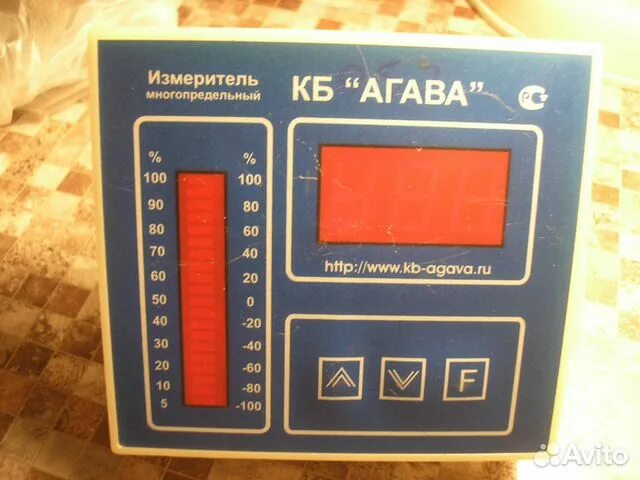 Измеритель
многопредельный
КБ "АГАВА"
РС
% %
100 100
90 80
80 60
70 40
60 20
50 0
40 -20
30 -40
20 -60
10 -80
5 -100
http://www.kb-agava.ru
F
Avito